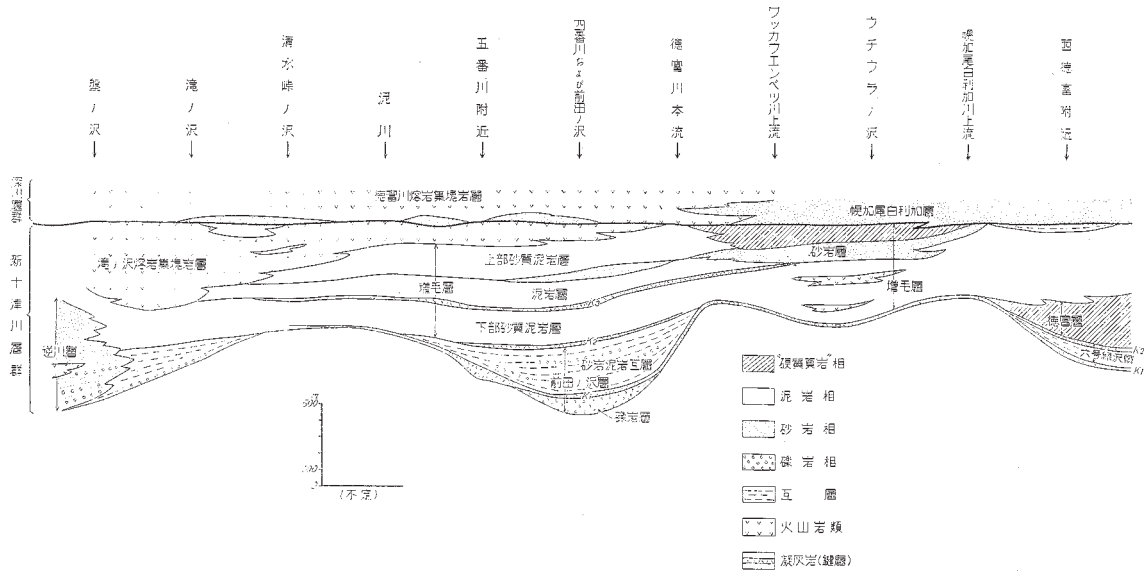 盤ノ沢
滝ノ沢
清水峠ノ沢
泥川
五番川附近
四番川および前田ノ沢
徳富川本流
ワッカウエンベツ川上流
ウチウラノ沢
幌加尾白利加川上流
西徳富附近
深川層群
新十津川層群
徳富川熔岩集塊岩層
幌加尾白利加層
滝ノ沢熔岩集塊岩層
上部砂質泥岩層
砂岩層
増毛層
泥岩層
K3
増毛層
下部砂質泥岩層
逆川層
K2
砂岩泥岩互層
前田ノ沢層
K1
礫岩層
徳富層
K2
K1
500
(不定)
"硬質頁岩"相
泥岩相
砂岩相
礫岩相
互層
火山岩類
凝灰岩(鍵層)